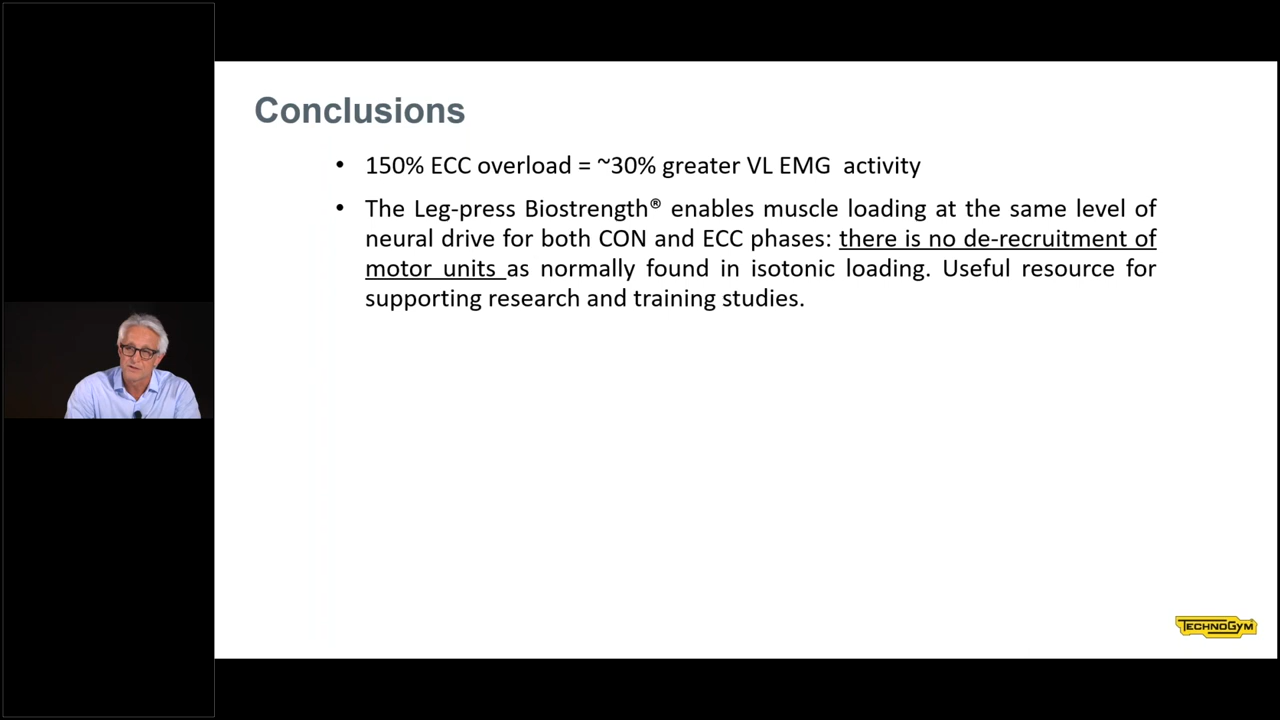 Conclusions
• 150% ECC overload = ~30% greater VL EMG activity
• The Leg-press Biostrength® enables muscle loading at the same level of
neural drive for both CON and ECC phases: there is no de-recruitment of
motor units as normally found in isotonic loading. Useful resource for
supporting research and training studies.
TECHNOGYM